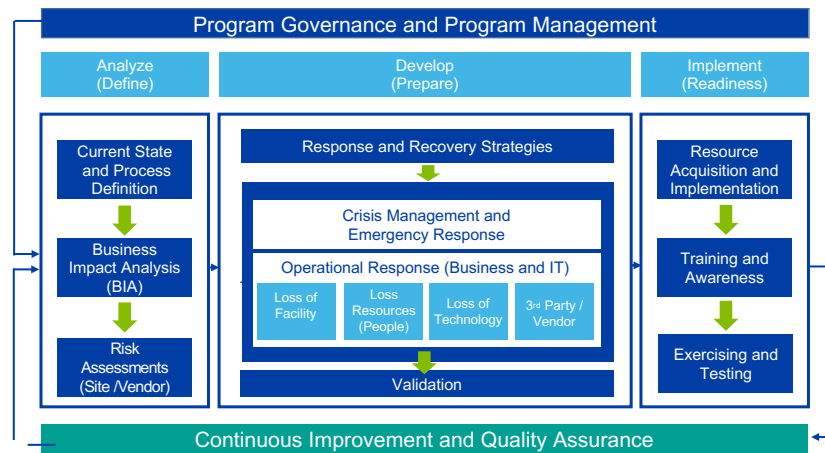 Program Governance and Program Management
Analyze
(Define)
Develop
(Prepare)
Implement
(Readiness)
Current State
and Process
Definition
Business
Impact Analysis
(BIA)
Risk
Assessments
(Site /Vendor)
Response and Recovery Strategies
Crisis Management and
Emergency Response
Operational Response (Business and IT)
Loss of
Facility
Loss
Resources
(People)
Loss of
Technology
3rd Party /
Vendor
Validation
Resource
Acquisition and
Implementation
Training and
Awareness
Exercising and
Testing
Continuous Improvement and Quality Assurance